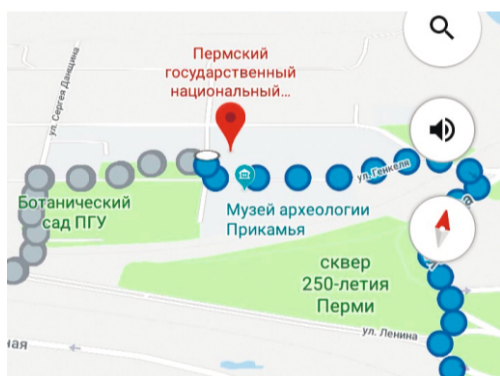 Пермский
государственный
национальный...
ул. Сергея Данщина
ул. Генкеля
Ботанический
сад ПГУ
Музей археологии
Прикамья
сквер
250-летия
Перми
ул. Ленина
ная